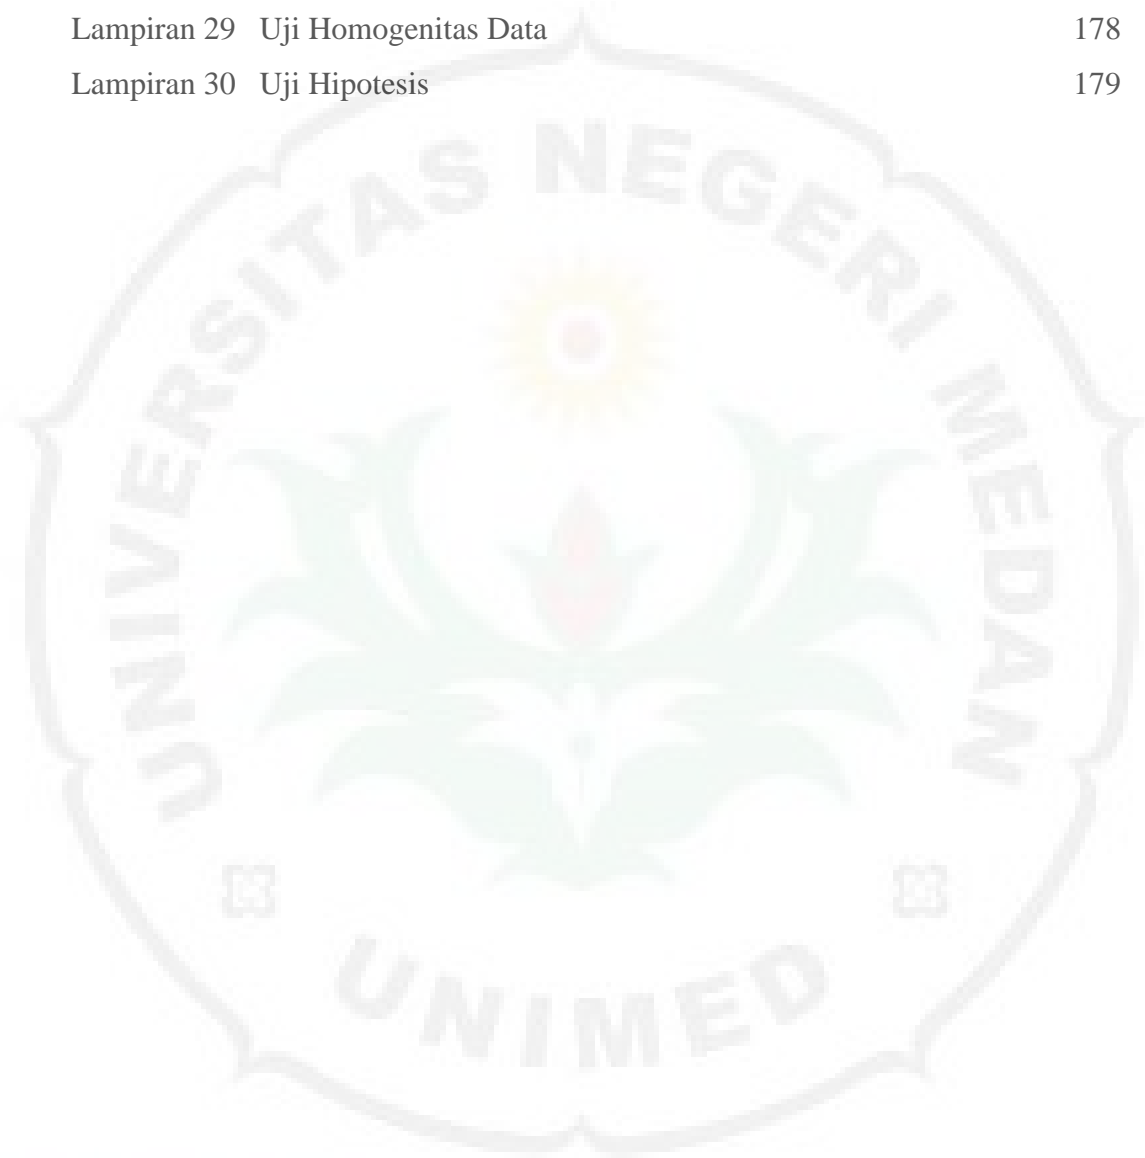 Lampiran 29 Uji Homogenitas Data 178
Lampiran 30 Uji Hipotesis 179
UNIVERSITAS NEGERI MEDAN
UNIMED